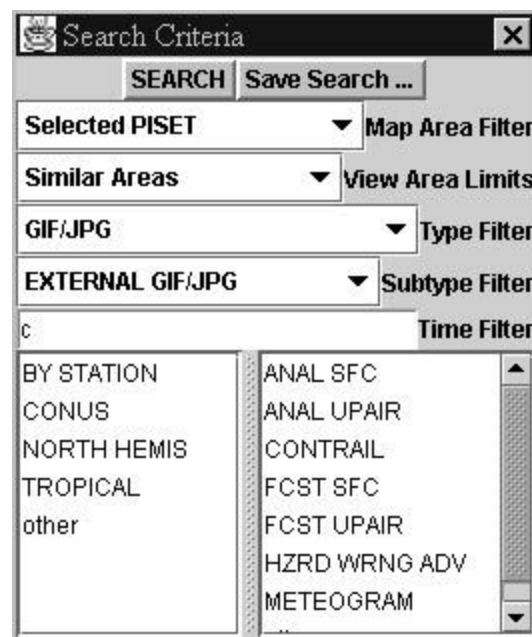 Search Criteria
SEARCH Save Search ...
Selected PISET Map Area Filter
Similar Areas View Area Limits
GIF/JPG Type Filter
EXTERNAL GIF/JPG Subtype Filter
c Time Filter
BY STATION
CONUS
NORTH HEMIS
TROPICAL
other
ANAL SFC
ANAL UPAIR
CONTRAIL
FCST SFC
FCST UPAIR
HZRD WRNG ADV
METEOGRAM